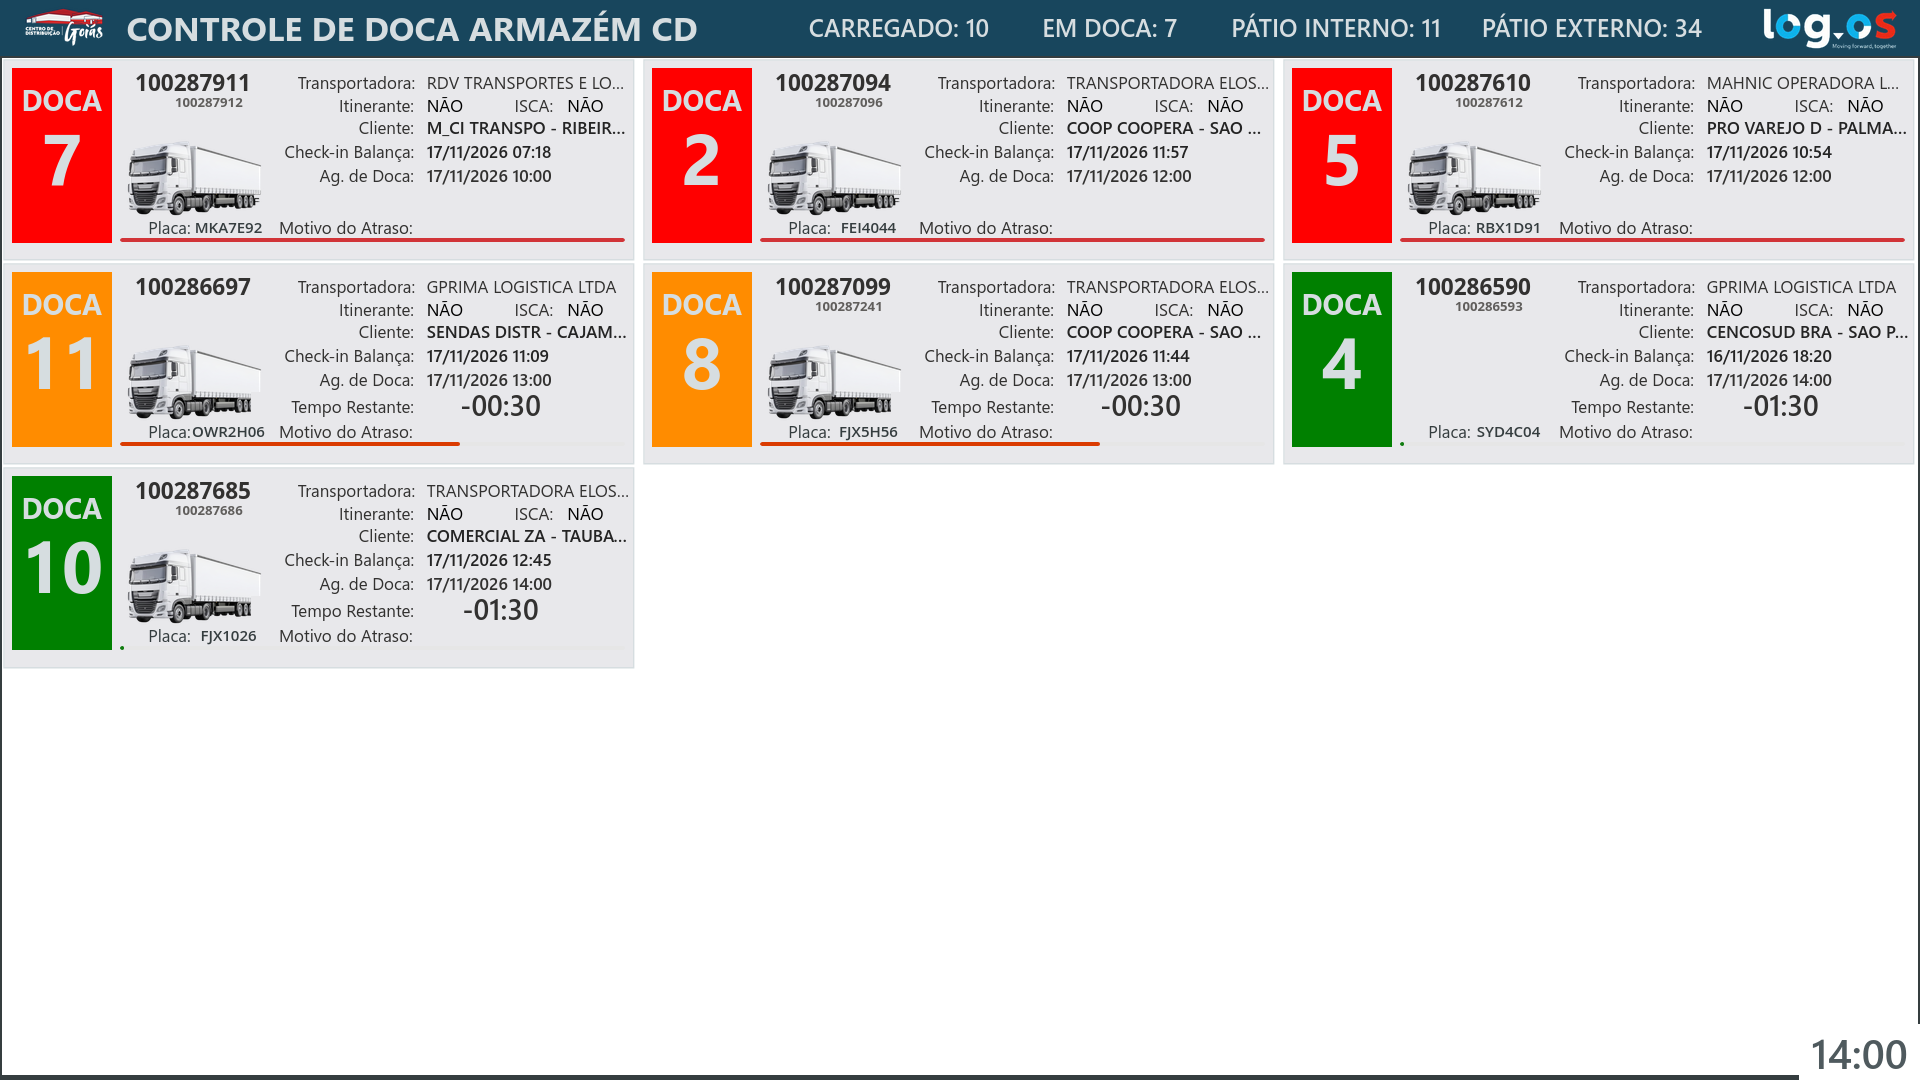 CENTRO DE DISTRIBUIÇÃO Goiás
CONTROLE DE DOCA ARMAZÉM CD
CARREGADO: 10
EM DOCA: 7
PÁTIO INTERNO: 11
PÁTIO EXTERNO: 34
log.os
Moving forward, together
DOCA
7
100287911
100287912
Transportadora: RDV TRANSPORTES E LO...
Itinerante: NÃO ISCA: NÃO
Cliente: M_CI TRANSPO - RIBEIR...
Check-in Balança: 17/11/2026 07:18
Ag. de Doca: 17/11/2026 10:00
Placa: MKA7E92 Motivo do Atraso:
DOCA
2
100287094
100287096
Transportadora: TRANSPORTADORA ELOS...
Itinerante: NÃO ISCA: NÃO
Cliente: COOP COOPERA - SAO ...
Check-in Balança: 17/11/2026 11:57
Ag. de Doca: 17/11/2026 12:00
Placa: FEI4044 Motivo do Atraso:
DOCA
5
100287610
100287612
Transportadora: MAHNIC OPERADORA L...
Itinerante: NÃO ISCA: NÃO
Cliente: PRO VAREJO D - PALMA...
Check-in Balança: 17/11/2026 10:54
Ag. de Doca: 17/11/2026 12:00
Placa: RBX1D91 Motivo do Atraso:
DOCA
11
100286697
Transportadora: GPRIMA LOGISTICA LTDA
Itinerante: NÃO ISCA: NÃO
Cliente: SENDAS DISTR - CAJAM...
Check-in Balança: 17/11/2026 11:09
Ag. de Doca: 17/11/2026 13:00
Tempo Restante: -00:30
Placa: OWR2H06 Motivo do Atraso:
DOCA
8
100287099
100287241
Transportadora: TRANSPORTADORA ELOS...
Itinerante: NÃO ISCA: NÃO
Cliente: COOP COOPERA - SAO ...
Check-in Balança: 17/11/2026 11:44
Ag. de Doca: 17/11/2026 13:00
Tempo Restante: -00:30
Placa: FJX5H56 Motivo do Atraso:
DOCA
4
100286590
100286593
Transportadora: GPRIMA LOGISTICA LTDA
Itinerante: NÃO ISCA: NÃO
Cliente: CENCOSUD BRA - SAO P...
Check-in Balança: 16/11/2026 18:20
Ag. de Doca: 17/11/2026 14:00
Tempo Restante: -01:30
Placa: SYD4C04 Motivo do Atraso:
DOCA
10
100287685
100287686
Transportadora: TRANSPORTADORA ELOS...
Itinerante: NÃO ISCA: NÃO
Cliente: COMERCIAL ZA - TAUBA...
Check-in Balança: 17/11/2026 12:45
Ag. de Doca: 17/11/2026 14:00
Tempo Restante: -01:30
Placa: FJX1026 Motivo do Atraso:
14:00